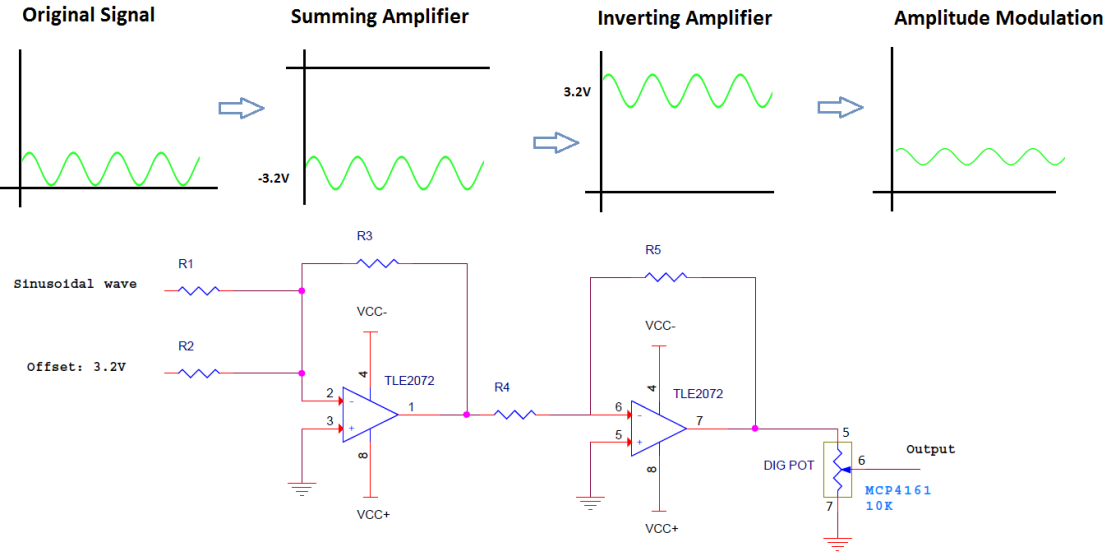 Original Signal
Summing Amplifier
Inverting Amplifier
Amplitude Modulation
3.2V
-3.2V
R3
R5
R1
Sinusoidal wave
VCC-
VCC-
R2
Offset: 3.2V
4
TLE2072
R4
4
TLE2072
2
-
1
6
-
7
3
+
5
+
8
8
5
Output
DIG POT
6
MCP4161
10K
7
VCC+
VCC+